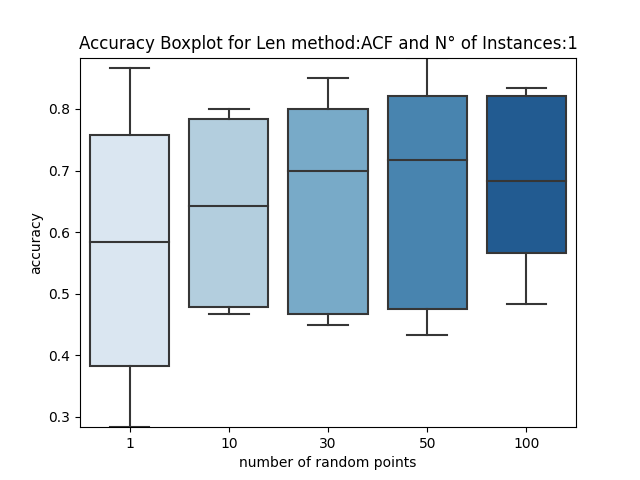 Accuracy Boxplot for Len method:ACF and N° of Instances:1
accuracy
0.8
0.7
0.6
0.5
0.4
0.3
1 10 30 50 100
number of random points